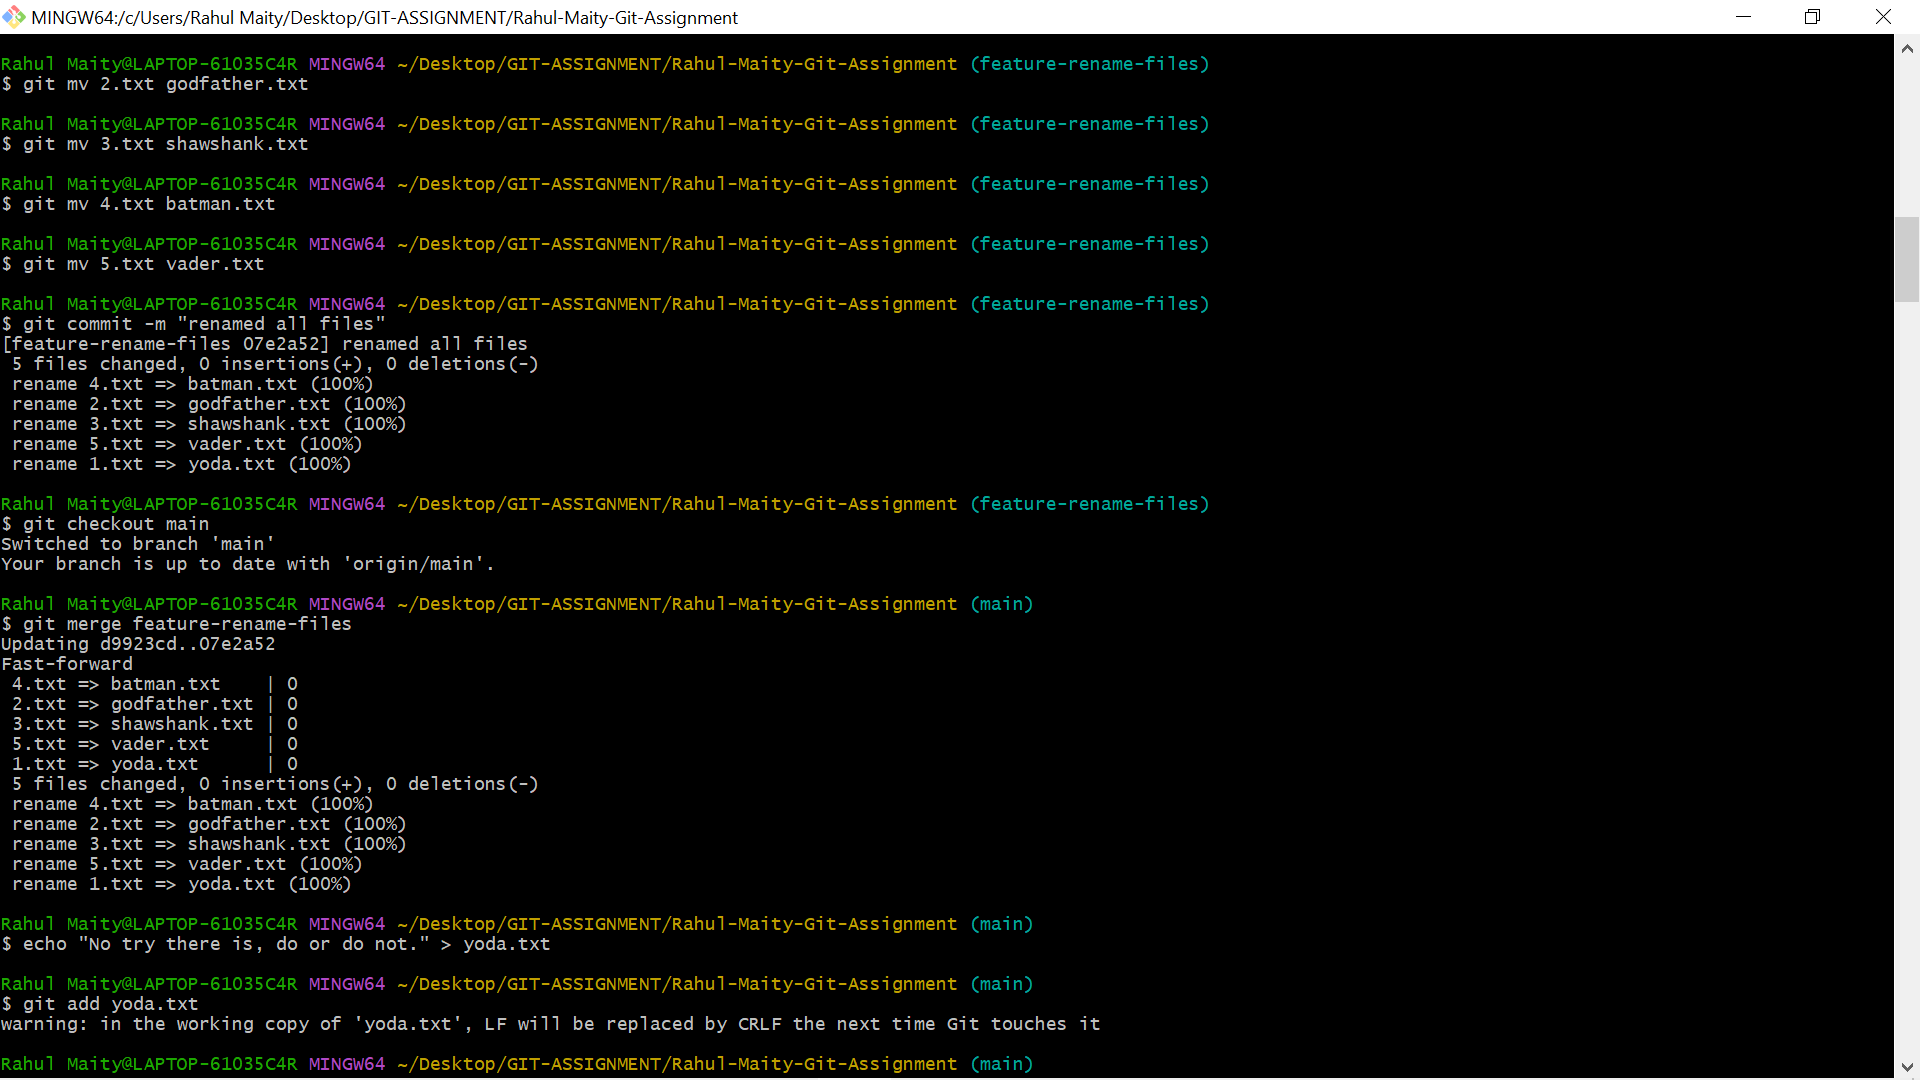 MINGW64:/c/Users/Rahul Maity/Desktop/GIT-ASSIGNMENT/Rahul-Maity-Git-Assignment
Rahul Maity@LAPTOP-61035C4R MINGW64 ~/Desktop/GIT-ASSIGNMENT/Rahul-Maity-Git-Assignment (feature-rename-files)
$ git mv 2.txt godfather.txt
Rahul Maity@LAPTOP-61035C4R MINGW64 ~/Desktop/GIT-ASSIGNMENT/Rahul-Maity-Git-Assignment (feature-rename-files)
$ git mv 3.txt shawshank.txt
Rahul Maity@LAPTOP-61035C4R MINGW64 ~/Desktop/GIT-ASSIGNMENT/Rahul-Maity-Git-Assignment (feature-rename-files)
$ git mv 4.txt batman.txt
Rahul Maity@LAPTOP-61035C4R MINGW64 ~/Desktop/GIT-ASSIGNMENT/Rahul-Maity-Git-Assignment (feature-rename-files)
$ git mv 5.txt vader.txt
Rahul Maity@LAPTOP-61035C4R MINGW64 ~/Desktop/GIT-ASSIGNMENT/Rahul-Maity-Git-Assignment (feature-rename-files)
$ git commit -m "renamed all files"
[feature-rename-files 07e2a52] renamed all files
 5 files changed, 0 insertions(+), 0 deletions(-)
 rename 4.txt => batman.txt (100%)
 rename 2.txt => godfather.txt (100%)
 rename 3.txt => shawshank.txt (100%)
 rename 5.txt => vader.txt (100%)
 rename 1.txt => yoda.txt (100%)
Rahul Maity@LAPTOP-61035C4R MINGW64 ~/Desktop/GIT-ASSIGNMENT/Rahul-Maity-Git-Assignment (feature-rename-files)
$ git checkout main
Switched to branch 'main'
Your branch is up to date with 'origin/main'.
Rahul Maity@LAPTOP-61035C4R MINGW64 ~/Desktop/GIT-ASSIGNMENT/Rahul-Maity-Git-Assignment (main)
$ git merge feature-rename-files
Updating d9923cd..07e2a52
Fast-forward
 4.txt => batman.txt    | 0
 2.txt => godfather.txt | 0
 3.txt => shawshank.txt | 0
 5.txt => vader.txt     | 0
 1.txt => yoda.txt      | 0
 5 files changed, 0 insertions(+), 0 deletions(-)
 rename 4.txt => batman.txt (100%)
 rename 2.txt => godfather.txt (100%)
 rename 3.txt => shawshank.txt (100%)
 rename 5.txt => vader.txt (100%)
 rename 1.txt => yoda.txt (100%)
Rahul Maity@LAPTOP-61035C4R MINGW64 ~/Desktop/GIT-ASSIGNMENT/Rahul-Maity-Git-Assignment (main)
$ echo "No try there is, do or do not." > yoda.txt
Rahul Maity@LAPTOP-61035C4R MINGW64 ~/Desktop/GIT-ASSIGNMENT/Rahul-Maity-Git-Assignment (main)
$ git add yoda.txt
warning: in the working copy of 'yoda.txt', LF will be replaced by CRLF the next time Git touches it
Rahul Maity@LAPTOP-61035C4R MINGW64 ~/Desktop/GIT-ASSIGNMENT/Rahul-Maity-Git-Assignment (main)